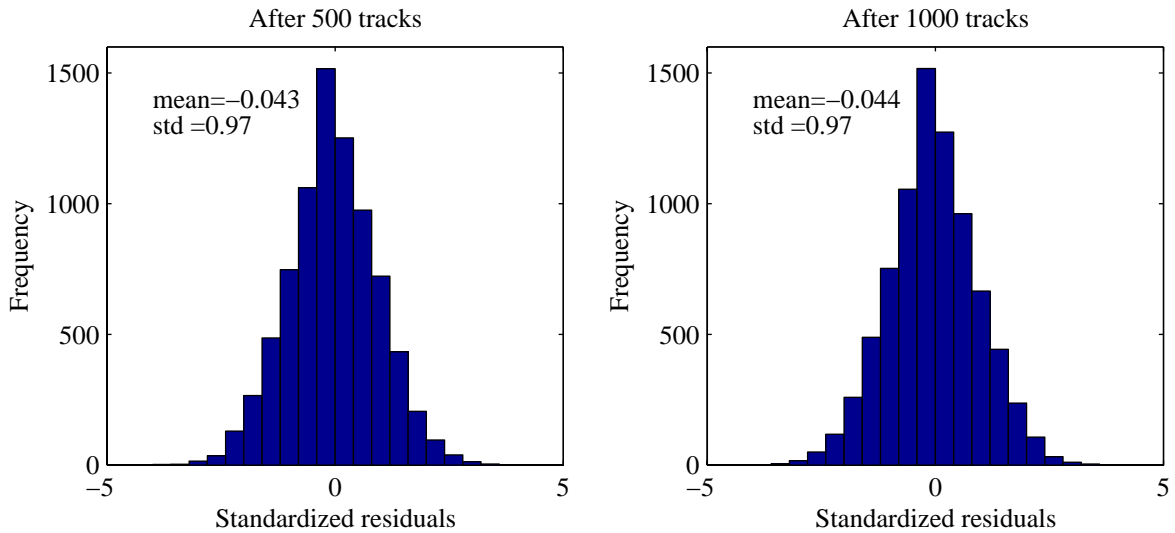 After 500 tracks
mean=−0.043
std =0.97
Frequency
1500
1000
500
0
−5
0
5
Standardized residuals
After 1000 tracks
mean=−0.044
std =0.97
Frequency
1500
1000
500
0
−5
0
5
Standardized residuals